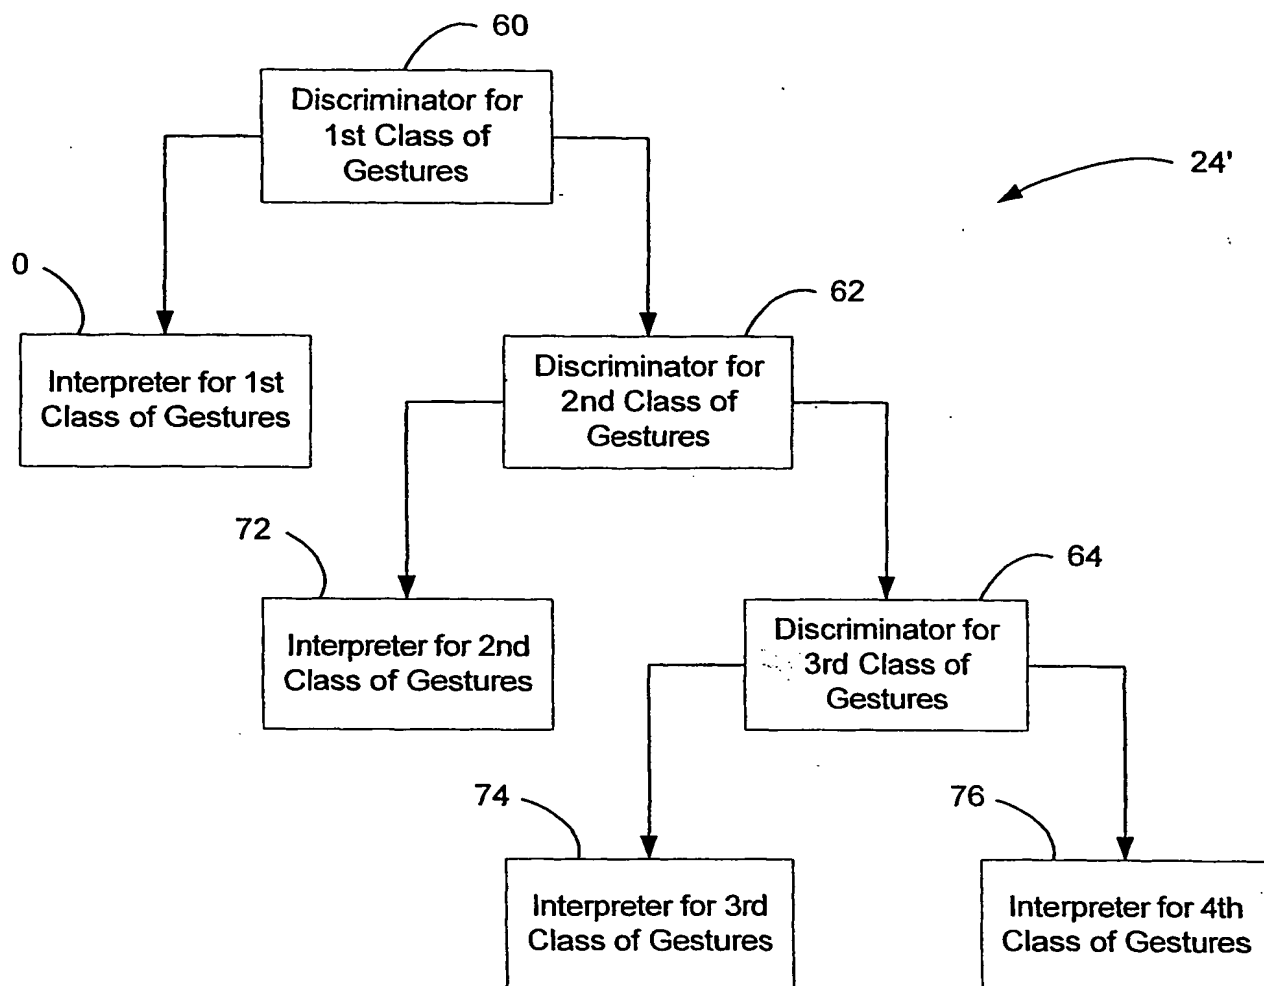 60
Discriminator for
1st Class of
Gestures
24'
0
Interpreter for 1st
Class of Gestures
62
Discriminator for
2nd Class of
Gestures
72
Interpreter for 2nd
Class of Gestures
64
Discriminator for
3rd Class of
Gestures
74
Interpreter for 3rd
Class of Gestures
76
Interpreter for 4th
Class of Gestures